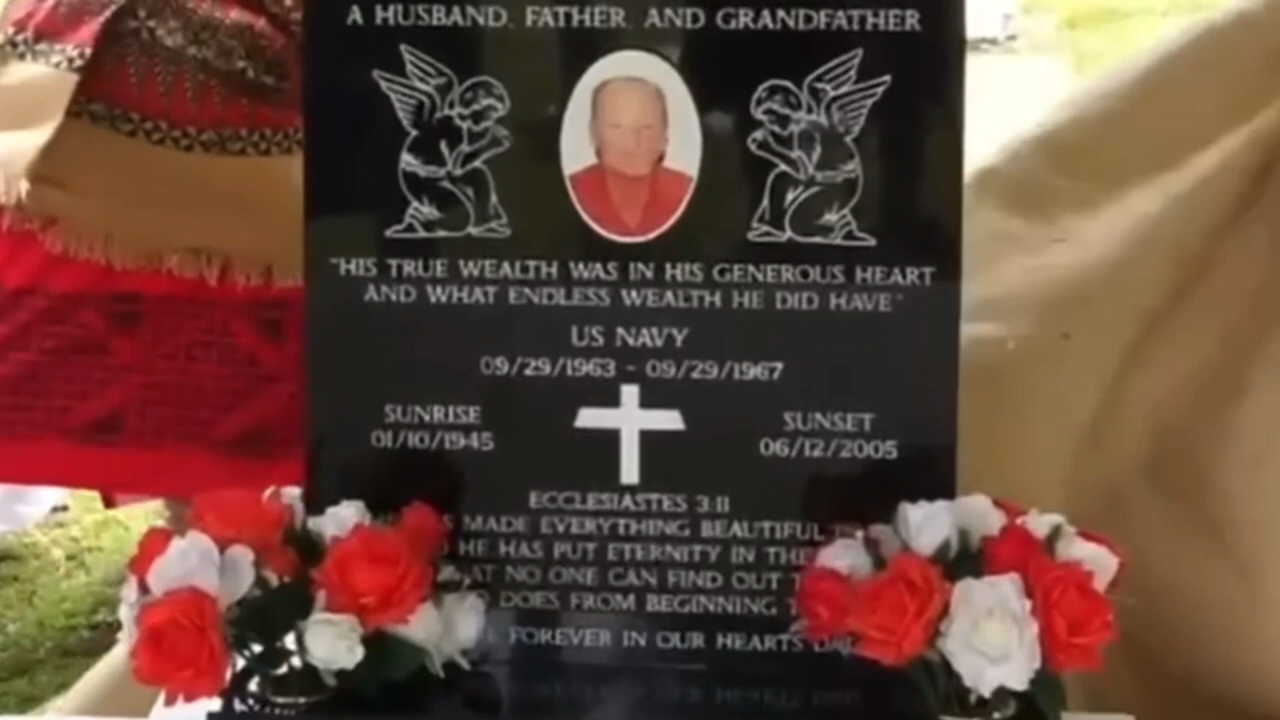 A HUSBAND, FATHER, AND GRANDFATHER
"HIS TRUE WEALTH WAS IN HIS GENEROUS HEART
AND WHAT ENDLESS WEALTH HE DID HAVE"
US NAVY
09/29/1963 - 09/29/1967
SUNRISE
01/10/1945
SUNSET
06/12/2005
ECCLESIASTES 3:11
MADE EVERYTHING BEAUTIFUL
HE HAS PUT ETERNITY IN
NO ONE CAN FIND OUT
DOES FROM BEGINNING
FOREVER IN OUR HEARTS